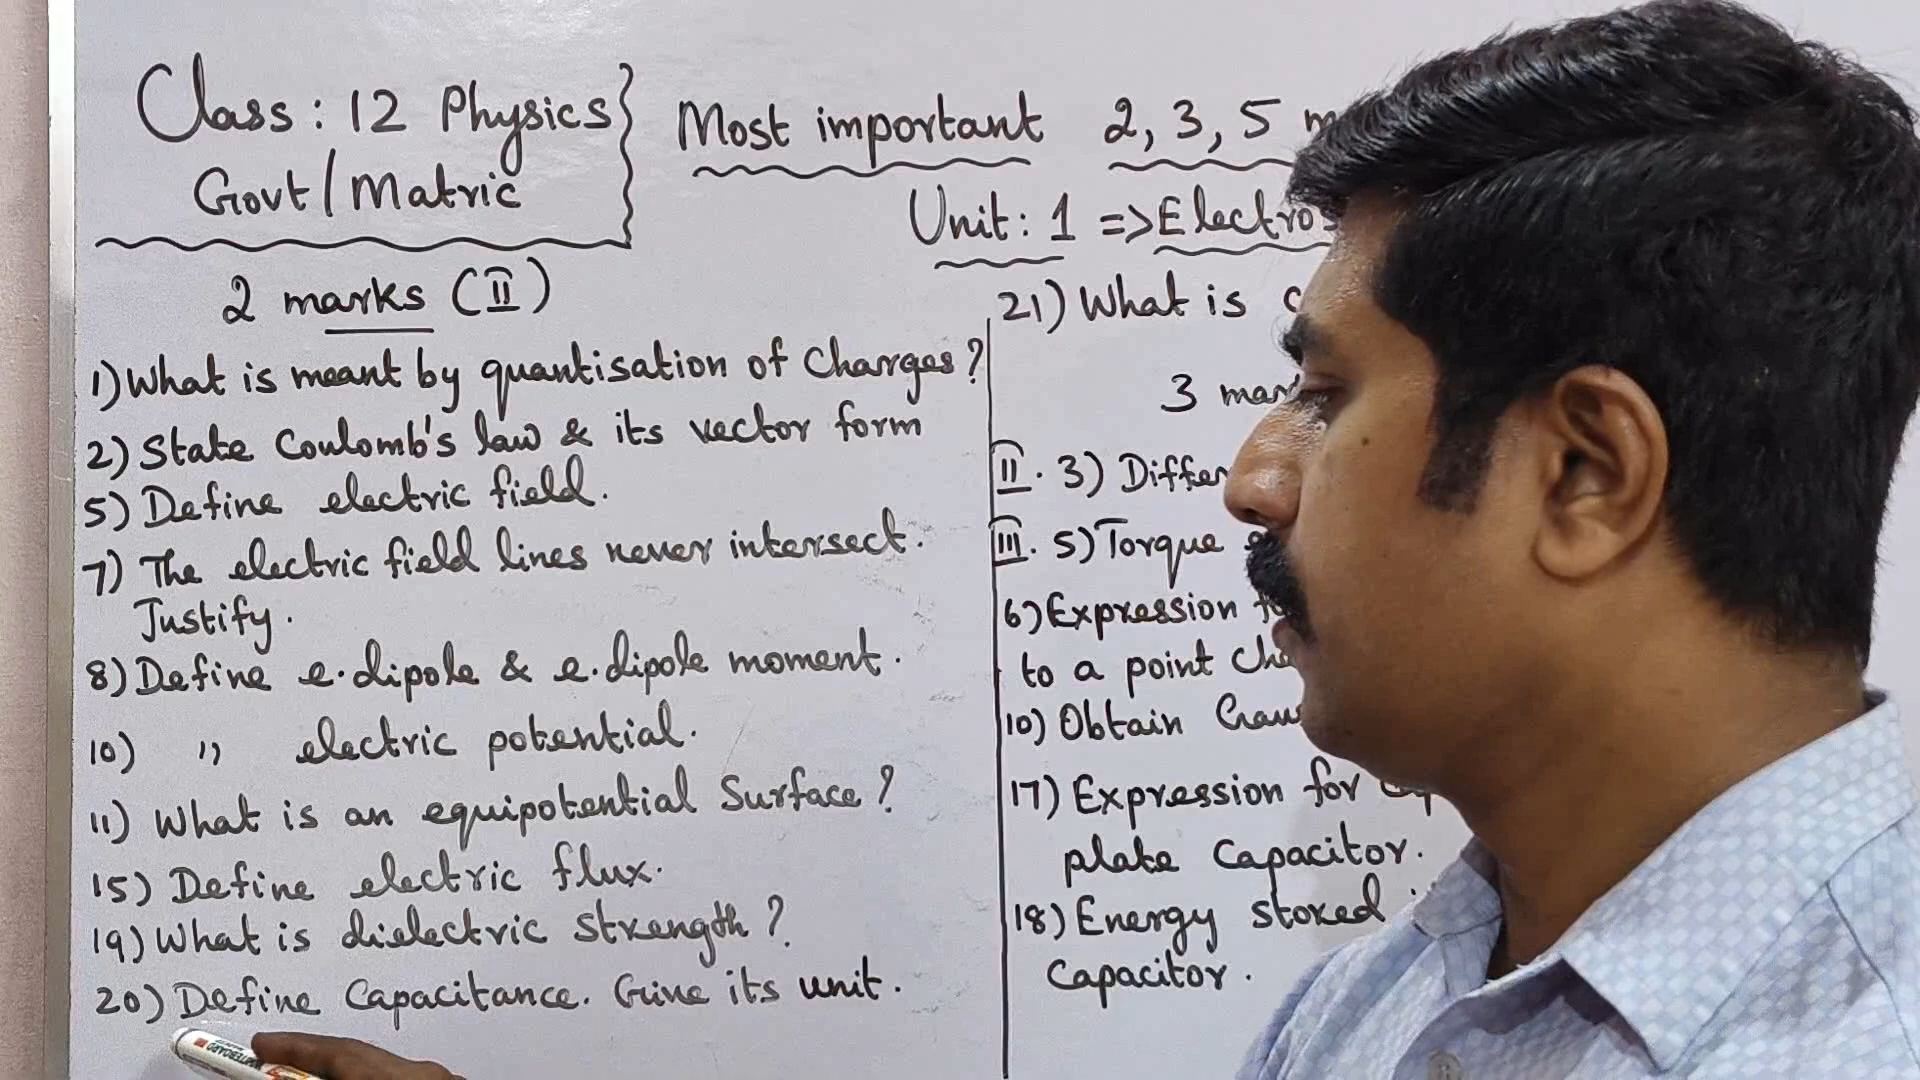 Class: 12 Physics
Govt/Matric
Most important 2, 3, 5
Unit: 1 =>
2 marks (II)
1) What is meant by quantisation of Charges?
2) State Coulomb's law & its vector form
5) Define electric field.
7) The electric field lines never intersect.
Justify.
8) Define e.dipole & e.dipole moment.
10) " electric potential.
11) What is an equipotential Surface?
15) Define electric flux.
19) What is dielectric strength?
20) Define Capacitance. Give its unit.
21) What is
3
II. 3)
III. 5) Torque
6) Expression
to a point
10) Obtain
17) Expression for
plate Capacitor.
18) Energy stored
Capacitor.